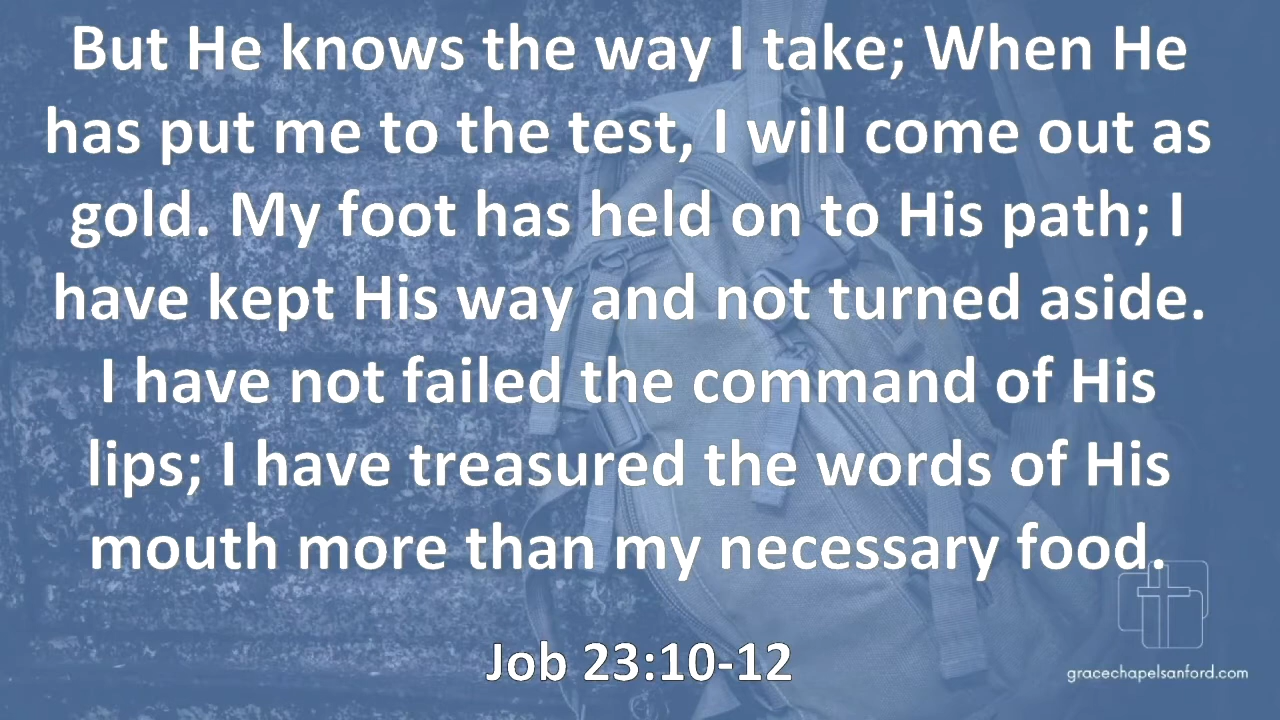 But He knows the way I take; When He
has put me to the test, I will come out as
gold. My foot has held on to His path; I
have kept His way and not turned aside.
I have not failed the command of His
lips; I have treasured the words of His
mouth more than my necessary food.
Job 23:10-12
gracechapelsanford.com